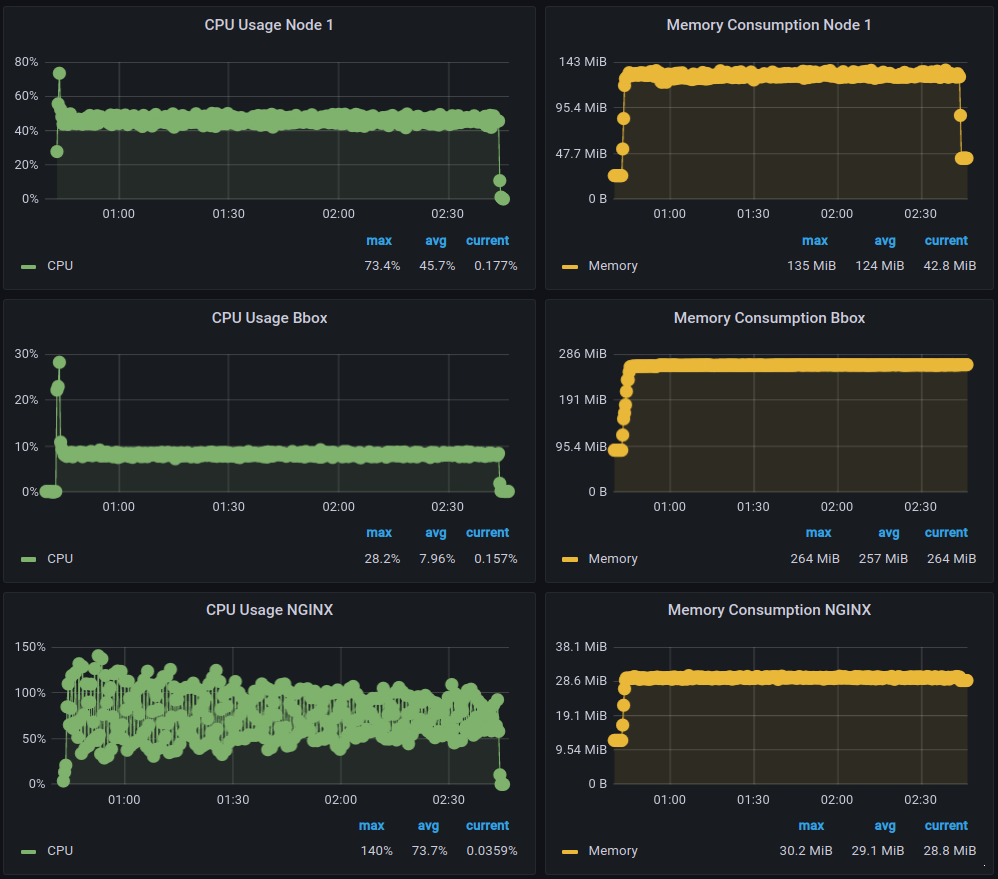 CPU Usage Node 1
80%
60%
40%
20%
0%
01:00 01:30 02:00 02:30
max avg current
CPU 73.4% 45.7% 0.177%
Memory Consumption Node 1
143 MiB
95.4 MiB
47.7 MiB
0 B
01:00 01:30 02:00 02:30
max avg current
Memory 135 MiB 124 MiB 42.8 MiB
CPU Usage Bbox
30%
20%
10%
0%
01:00 01:30 02:00 02:30
max avg current
CPU 28.2% 7.96% 0.157%
Memory Consumption Bbox
286 MiB
191 MiB
95.4 MiB
0 B
01:00 01:30 02:00 02:30
max avg current
Memory 264 MiB 257 MiB 264 MiB
CPU Usage NGINX
150%
100%
50%
0%
01:00 01:30 02:00 02:30
max avg current
CPU 140% 73.7% 0.0359%
Memory Consumption NGINX
38.1 MiB
28.6 MiB
19.1 MiB
9.54 MiB
0 B
01:00 01:30 02:00 02:30
max avg current
Memory 30.2 MiB 29.1 MiB 28.8 MiB